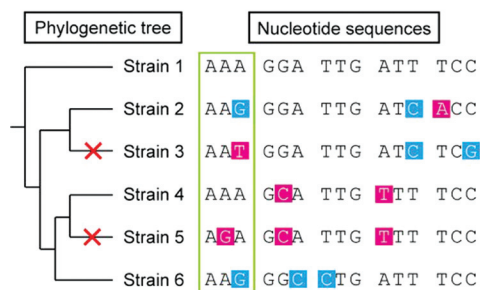 Phylogenetic tree Nucleotide sequences
Strain 1 AAA GGA TTG ATT TCC
Strain 2 AAG GGA TTG ATC ACC
Strain 3 AAT GGA TTG ATC TCG
Strain 4 AAA GCA TTG TTT TCC
Strain 5 AGA GCA TTG TTT TCC
Strain 6 AAG GGC CTG ATT TCC